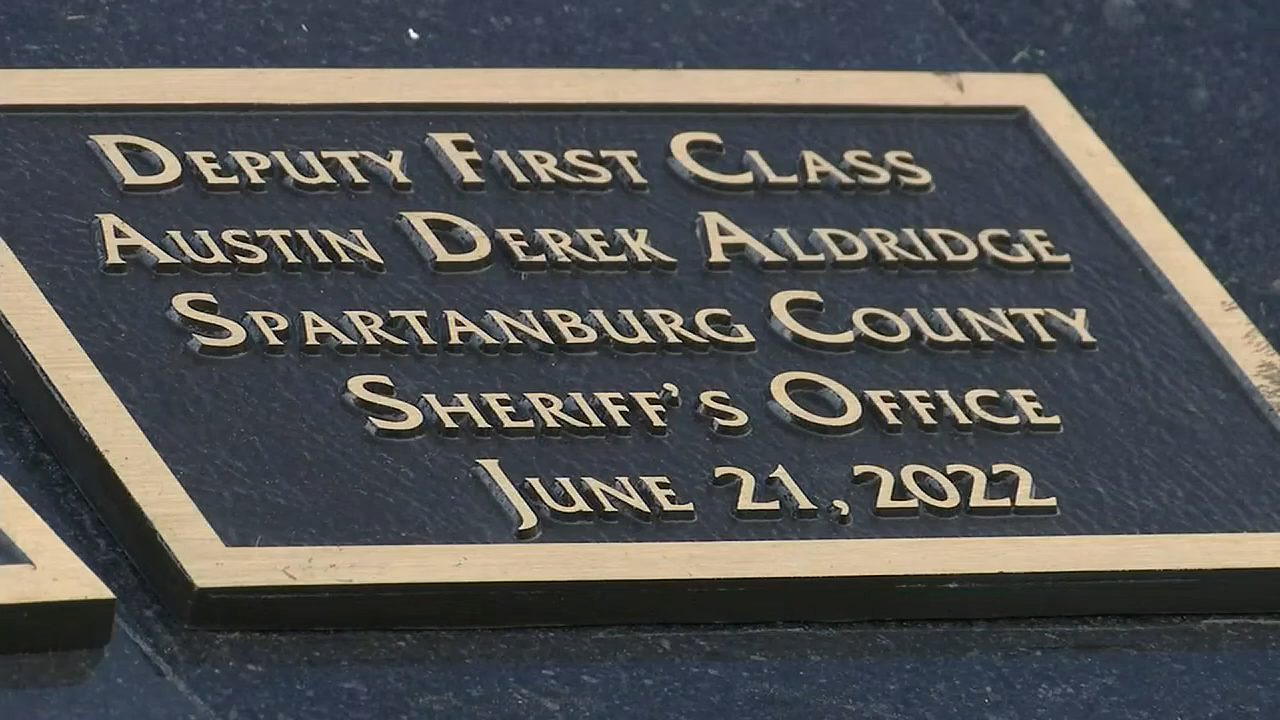 Deputy First Class
Austin Derek Aldridge
Spartanburg County
Sheriff's Office
June 21, 2022